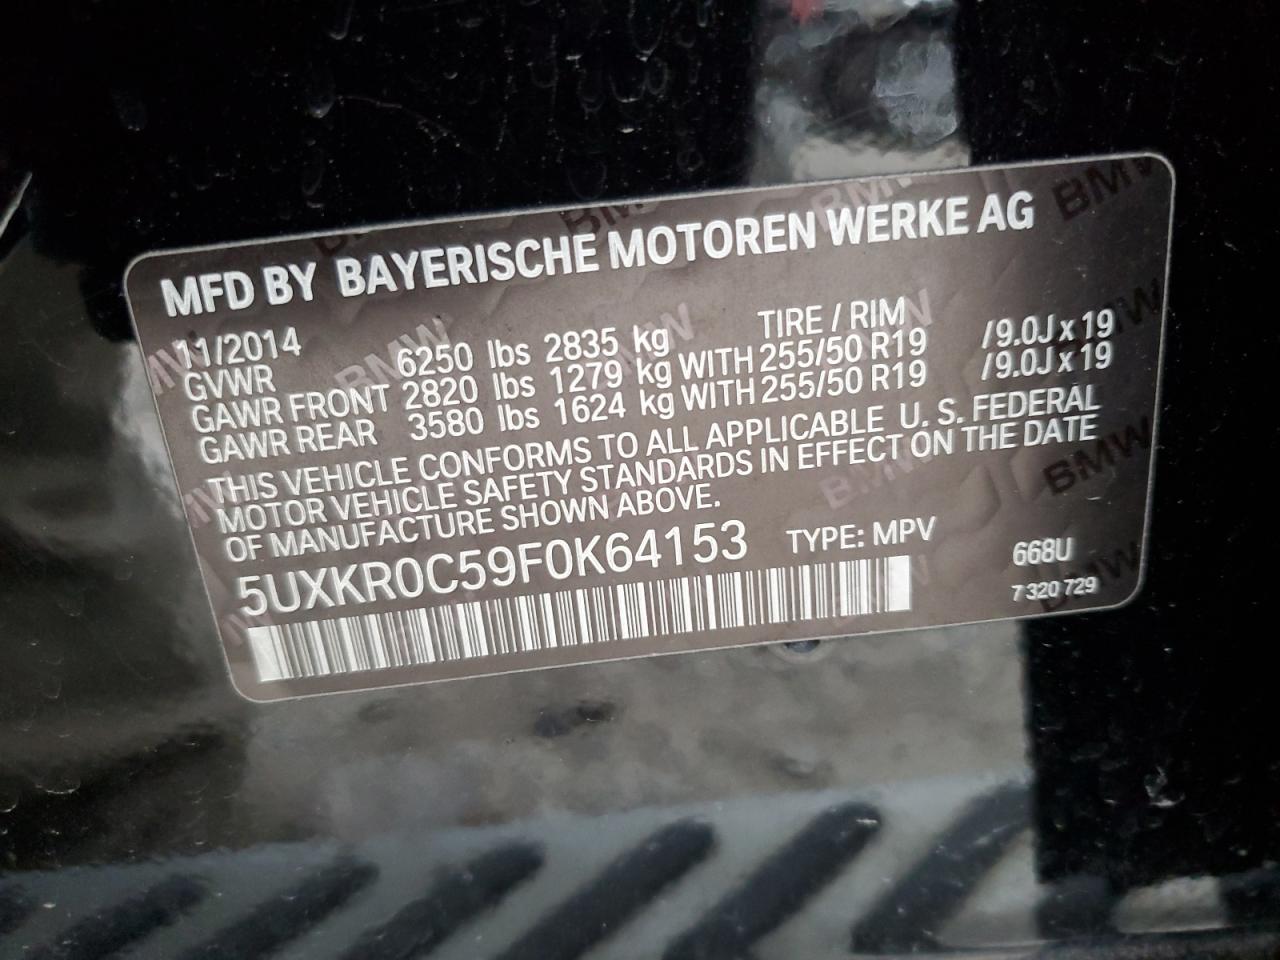 MFD BY BAYERISCHE MOTOREN WERKE AG
11/2014 TIRE / RIM
GVWR 6250 lbs 2835 kg
GAWR FRONT 2820 lbs 1279 kg WITH 255/50 R19 /9.0J x 19
GAWR REAR 3580 lbs 1624 kg WITH 255/50 R19 /9.0J x 19
THIS VEHICLE CONFORMS TO ALL APPLICABLE U. S. FEDERAL
MOTOR VEHICLE SAFETY STANDARDS IN EFFECT ON THE DATE
OF MANUFACTURE SHOWN ABOVE.
5UXKR0C59F0K64153 TYPE: MPV 668U
7 320 729